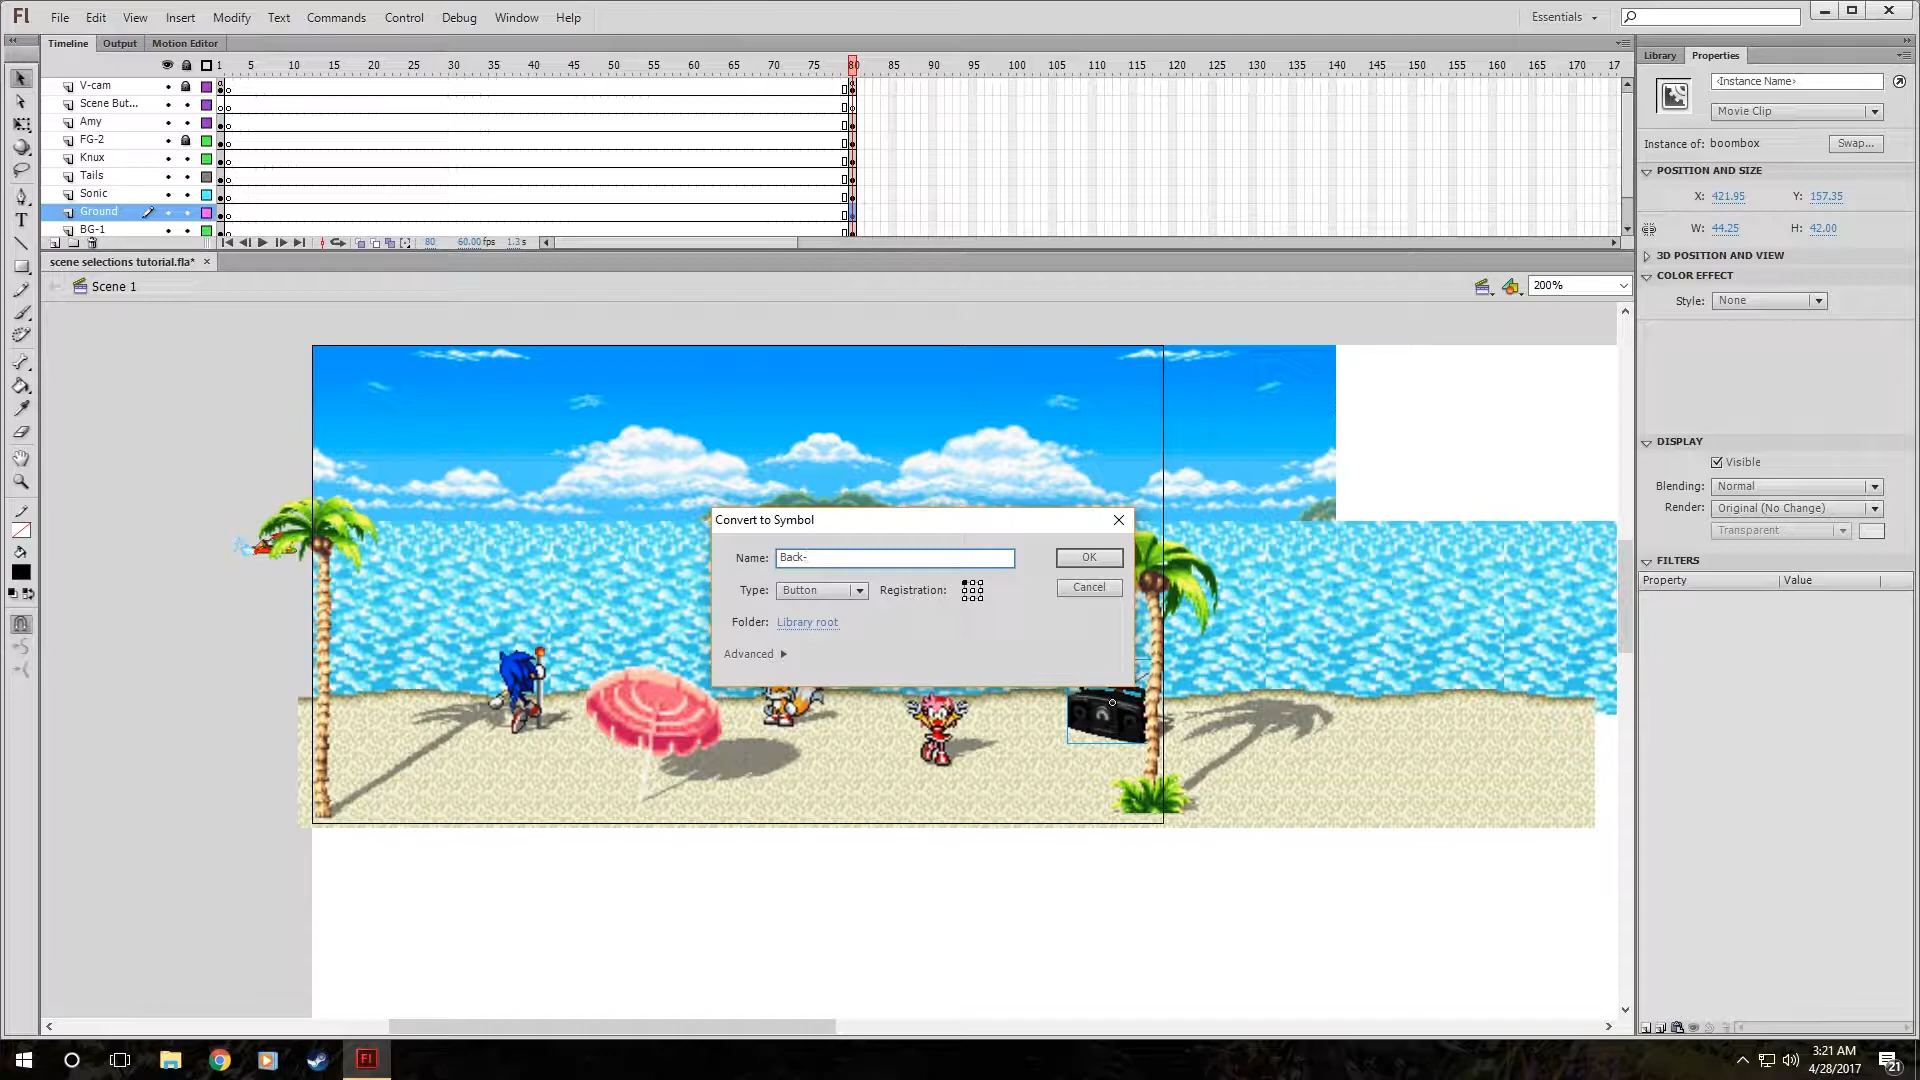 Fl File Edit View Insert Modify Text Commands Control Debug Window Help Essentials
Timeline Output Motion Editor
1 5 10 15 20 25 30 35 40 45 50 55 60 65 70 75 80 85 90 95 100 105 110 115 120 125 130 135 140 145 150 155 160 165 170 17
V-cam
Scene But...
Amy
FG-2
Knux
Tails
Sonic
Ground
BG-1
80 60.00 fps 1.3 s
scene selections tutorial.fla* ×
Scene 1
200%
Library Properties
<Instance Name>
Movie Clip
Instance of: boombox Swap...
POSITION AND SIZE
X: 421.95 Y: 157.35
W: 44.25 H: 42.00
3D POSITION AND VIEW
COLOR EFFECT
Style: None
DISPLAY
Visible
Blending: Normal
Render: Original (No Change)
Transparent
FILTERS
Property Value
Convert to Symbol
Name: Back- OK
Type: Button Registration: Cancel
Folder: Library root
Advanced
T
Fl
3:21 AM
4/28/2017
21